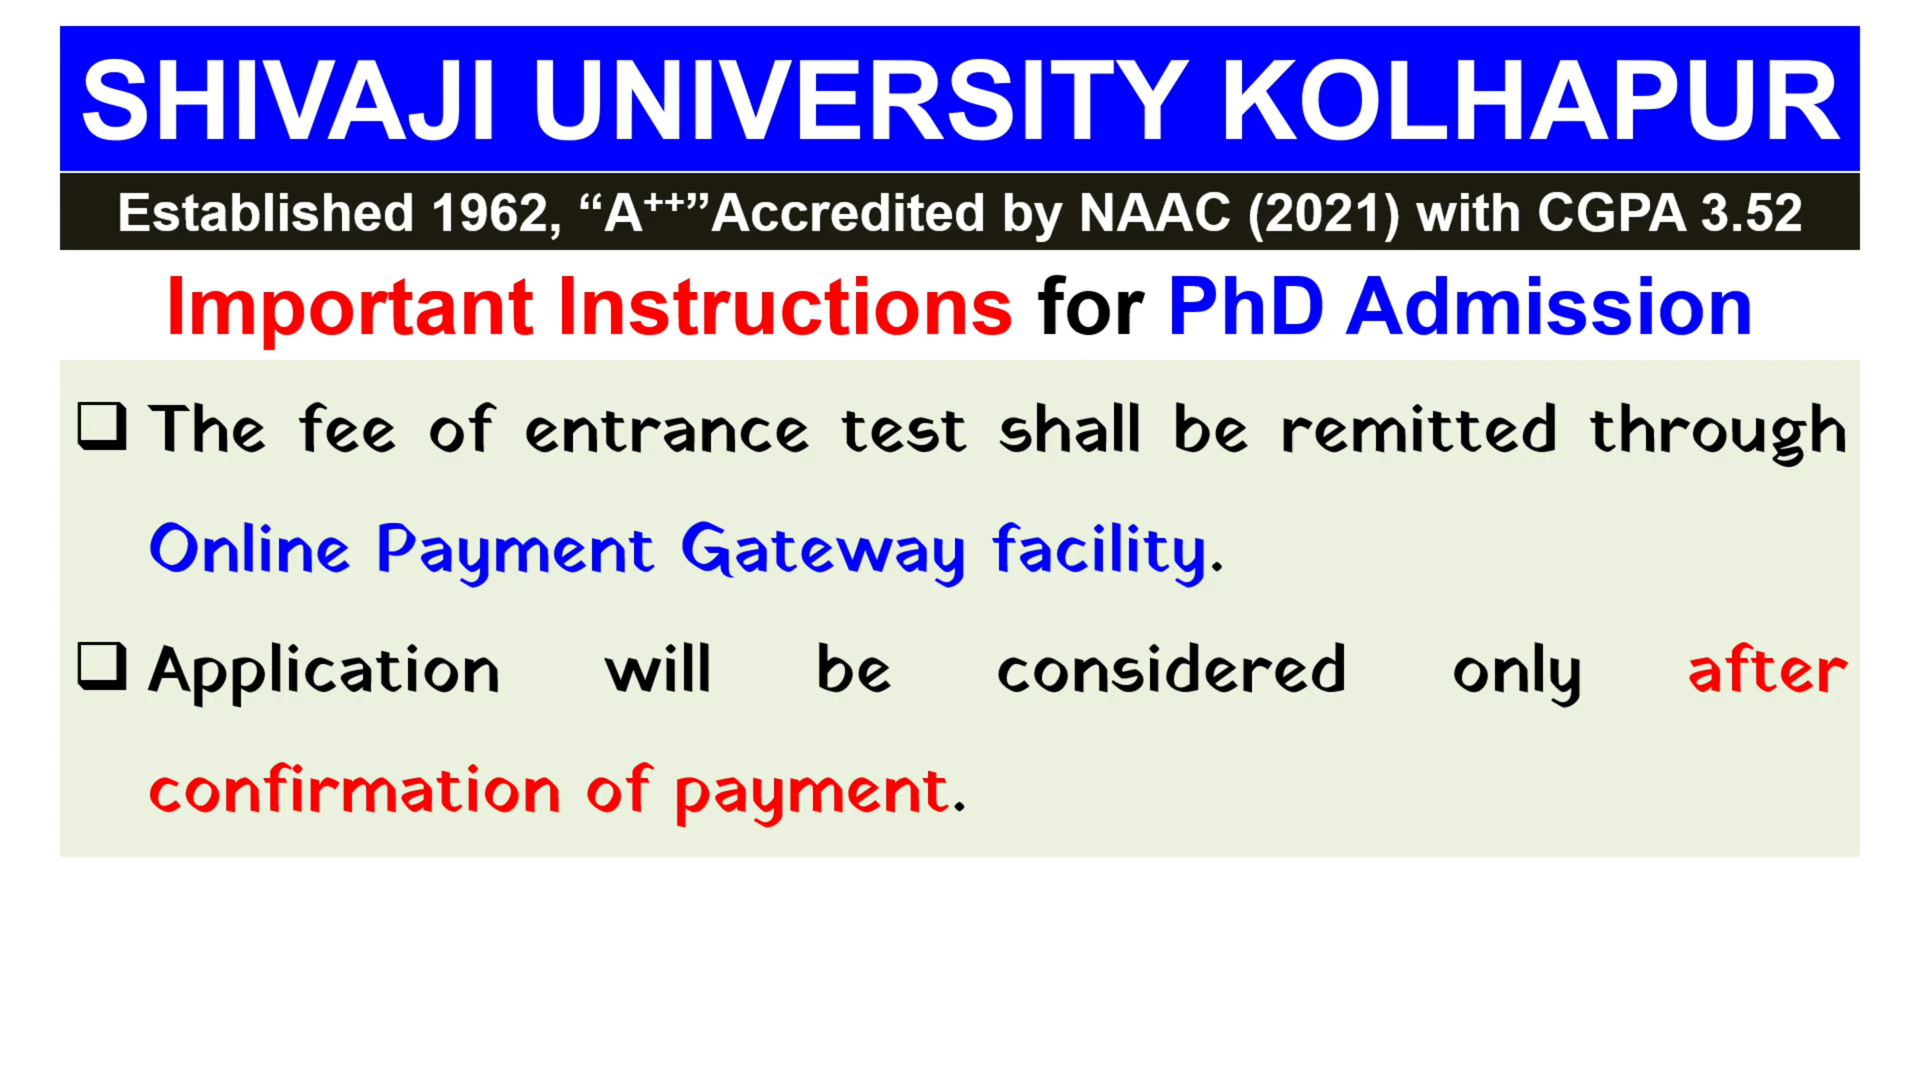 SHIVAJI UNIVERSITY KOLHAPUR
Established 1962, “A++”Accredited by NAAC (2021) with CGPA 3.52
Important Instructions for PhD Admission
❑ The fee of entrance test shall be remitted through
Online Payment Gateway facility.
❑ Application will be considered only after
confirmation of payment.